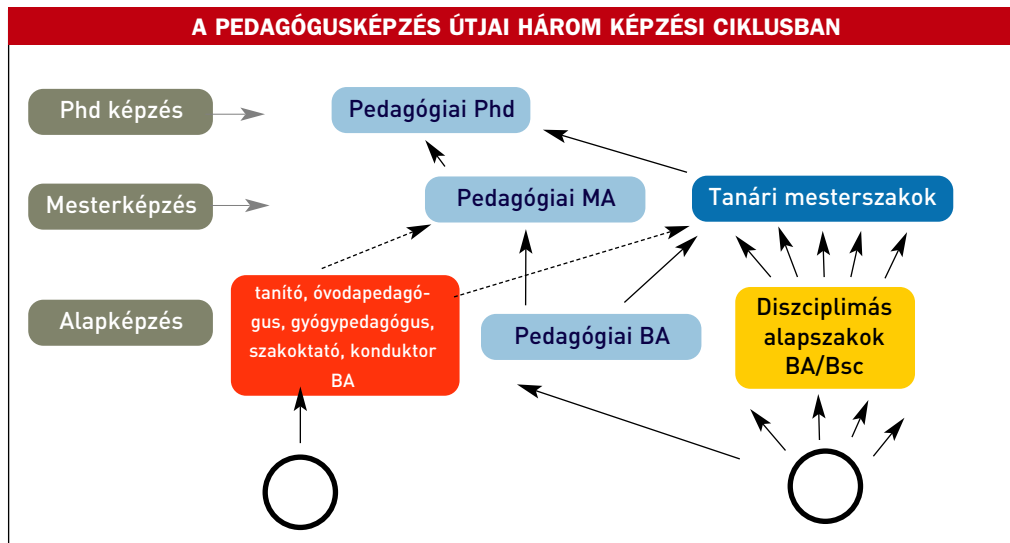 A PEDAGÓGUSKÉPZÉS ÚTJAI HÁROM KÉPZÉSI CIKLUSBAN
Phd képzés
Pedagógiai Phd
Mesterképzés
Pedagógiai MA
Tanári mesterszakok
Alapképzés
tanító, óvodapedagó-
gus, gyógypedagógus,
szakoktató, konduktor
BA
Pedagógiai BA
Diszciplimás
alapszakok
BA/Bsc